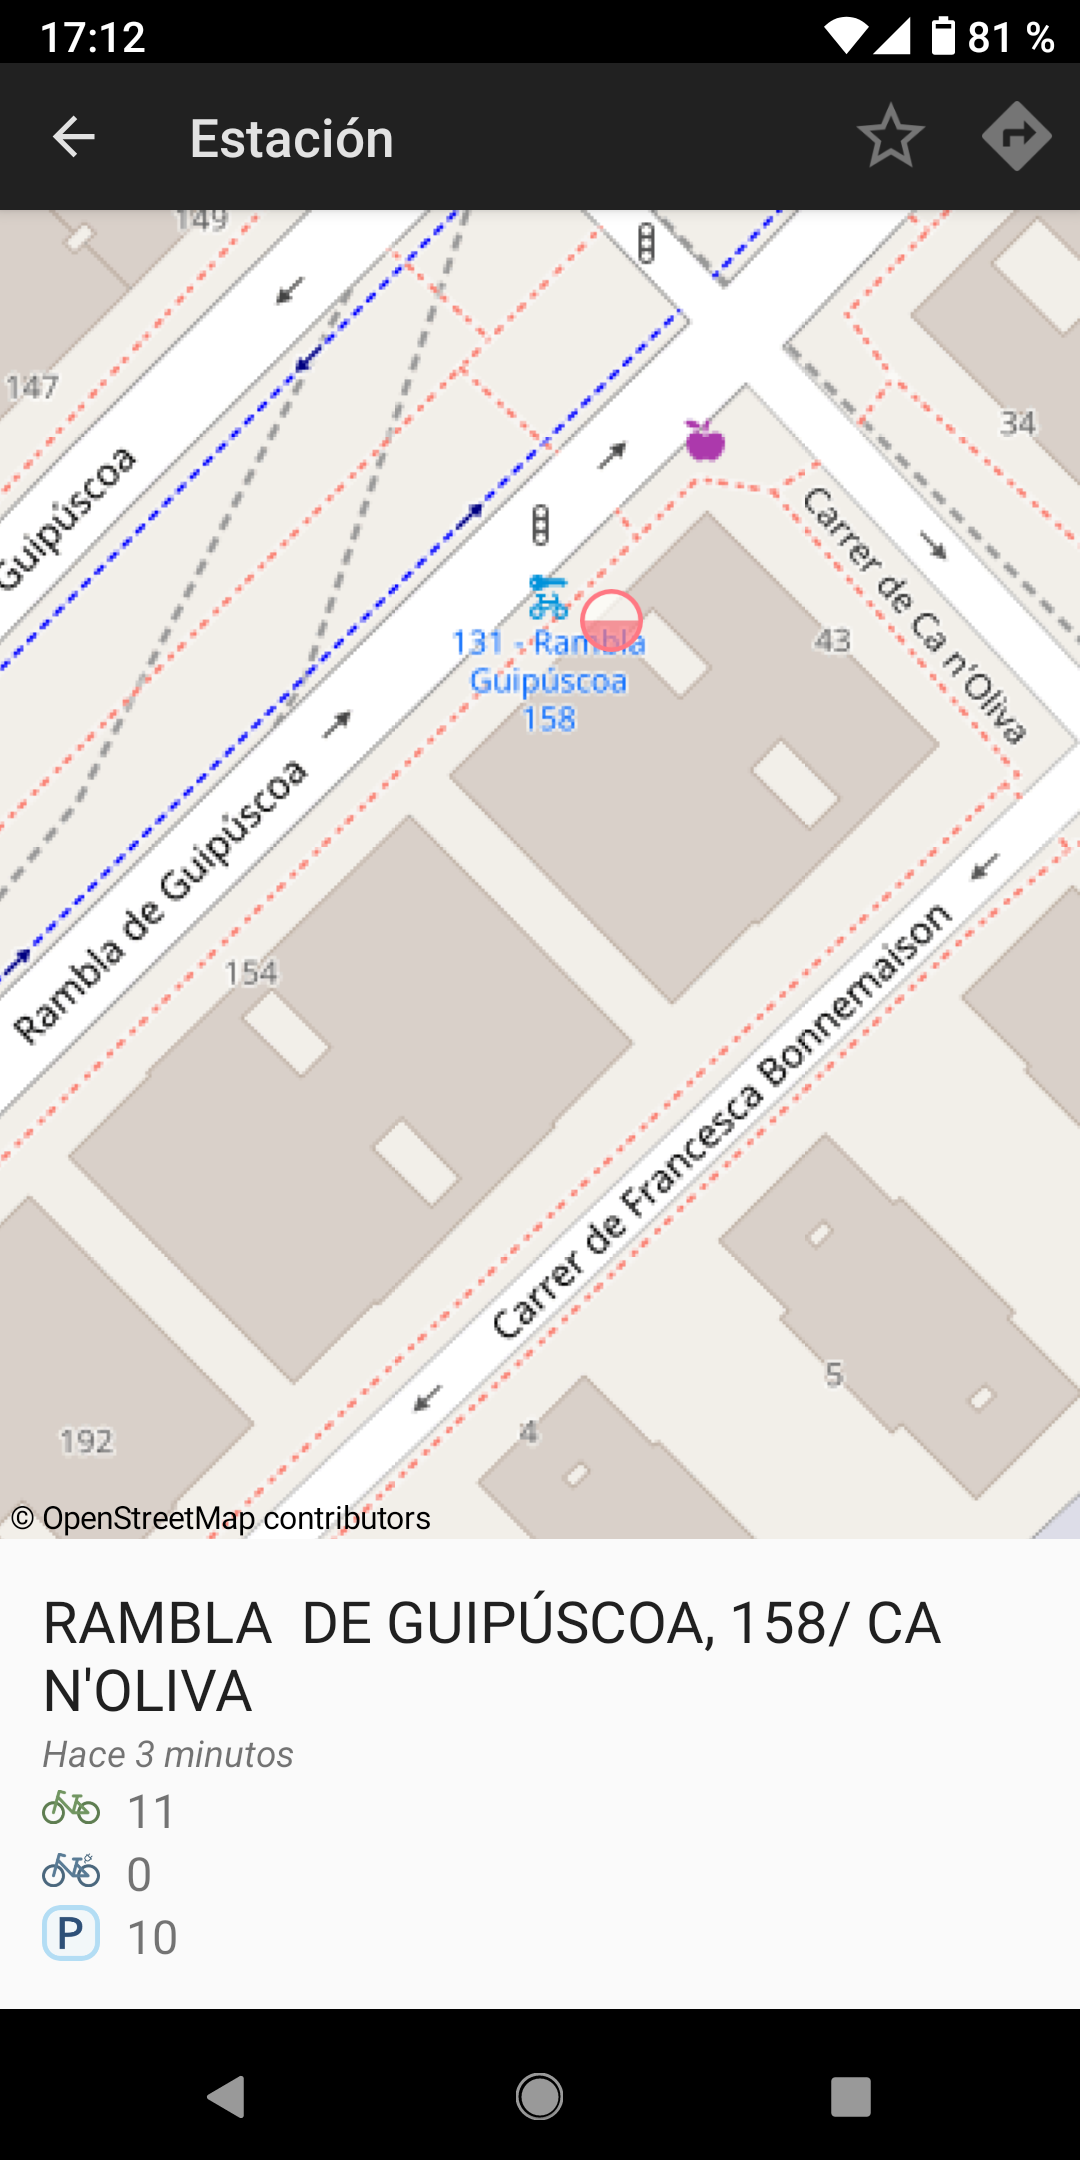 17:12
81 %
Estación
149
147
34
Guipúscoa
Carrer de Ca n'Oliva
43
131 - Rambla
Guipúscoa
158
Rambla de Guipúscoa
154
Carrer de Francesca Bonnemaison
5
4
192
© OpenStreetMap contributors
RAMBLA  DE GUIPÚSCOA, 158/ CA
N'OLIVA
Hace 3 minutos
11
0
P 10